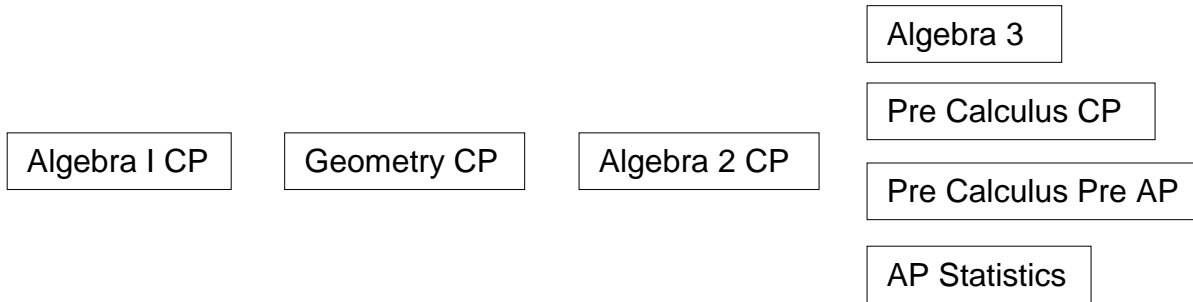 Algebra I CP
Geometry CP
Algebra 2 CP
Algebra 3
Pre Calculus CP
Pre Calculus Pre AP
AP Statistics